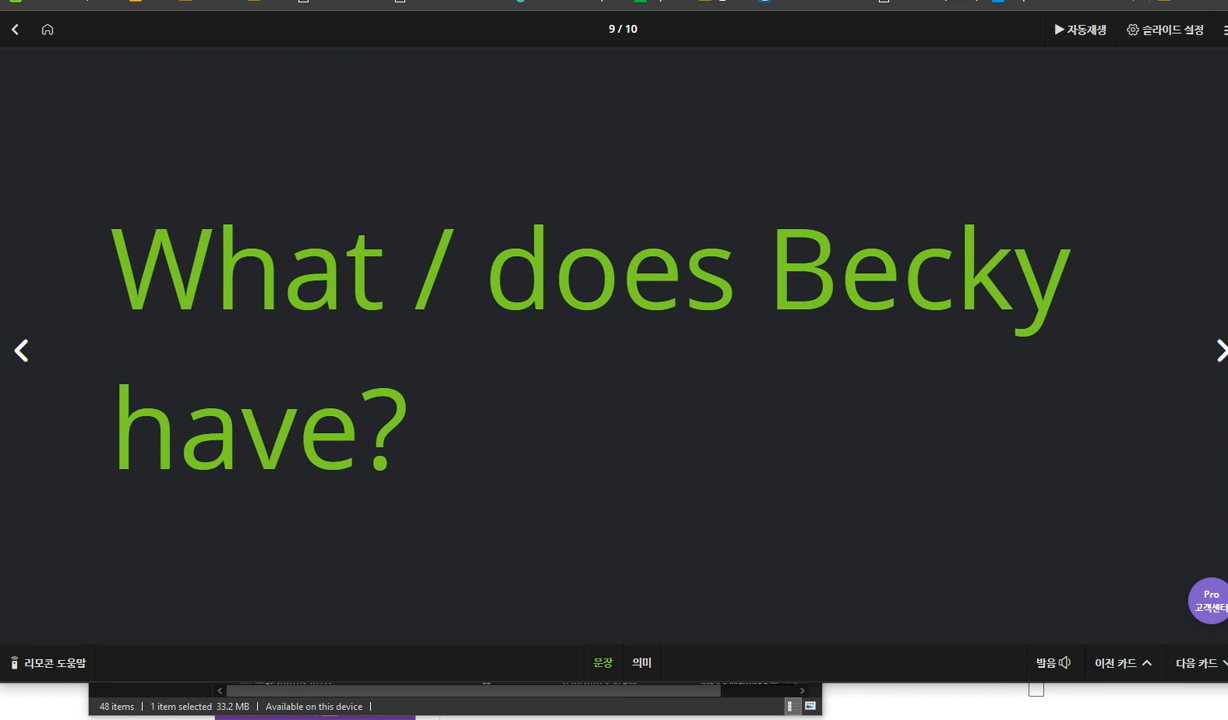 9 / 10
▶ 자동재생
슬라이드 설정
What / does Becky
have?
Pro
고객센터
리모콘 도움말
문장
의미
발음
이전 카드
다음 카드
48 items
1 item selected 33.2 MB
Available on this device